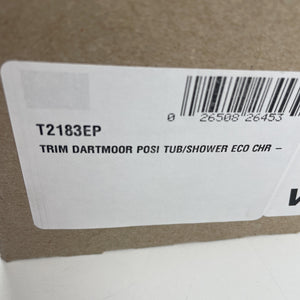 0 26508 26453
T2183EP
TRIM DARTMOOR POSI TUB/SHOWER ECO CHR –